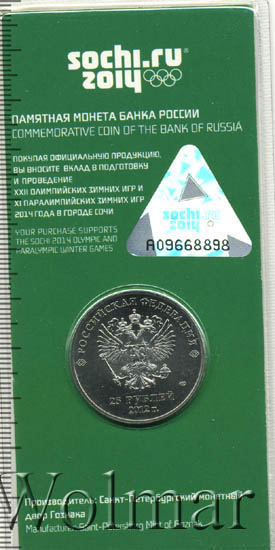 sochi.ru
2014
ПАМЯТНАЯ МОНЕТА БАНКА РОССИИ
COMMEMORATIVE COIN OF THE BANK OF RUSSIA
ПОКУПАЯ ОФИЦИАЛЬНУЮ ПРОДУКЦИЮ,
ВЫ ВНОСИТЕ ВКЛАД В ПОДГОТОВКУ
И ПРОВЕДЕНИЕ
XXII ОЛИМПИЙСКИХ ЗИМНИХ ИГР И
XI ПАРАЛИМПИЙСКИХ ЗИМНИХ ИГР
2014 ГОДА В ГОРОДЕ СОЧИ
YOUR PURCHASE SUPPORTS
THE SOCHI 2014 OLYMPIC AND
PARALYMPIC WINTER GAMES
sochi.ru
2014
A09668898
РОССИЙСКАЯ ФЕДЕРАЦИЯ
25 РУБЛЕЙ
2012 г.
Производитель: Санкт-Петербургский монетный
двор Гознака
Manufacturer: Saint-Petersburg Mint of Goznak
Wolmar